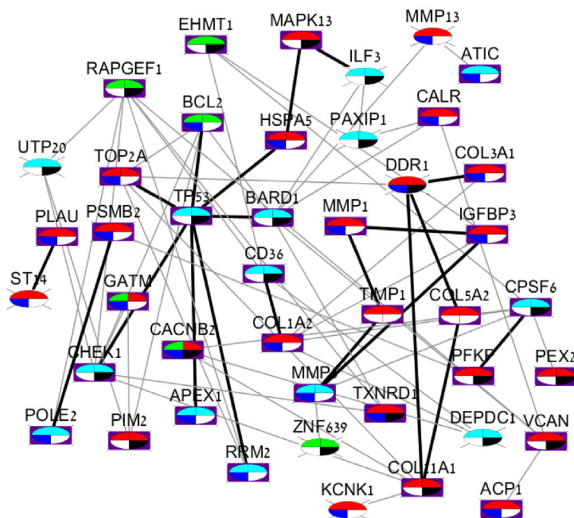 MAPK13
MMP13
EHMT1
ILF3
ATIC
RAPGEF1
BCL2
HSPA5
PAXIP1
CALR
UTP20
TOP2A
DDR1
COL3A1
TP53
BARD1
PLAU
PSMB2
MMP1
IGFBP3
CD36
ST14
GATM
TIMP1
COL5A2
CPSF6
CACNB2
COL1A2
CHEK1
MMP
PFKP
PEX2
APEX1
TXNRD1
POLE2
PIM2
ZNF639
DEPDC1
VCAN
RRM2
COL11A1
KCNK1
ACP1